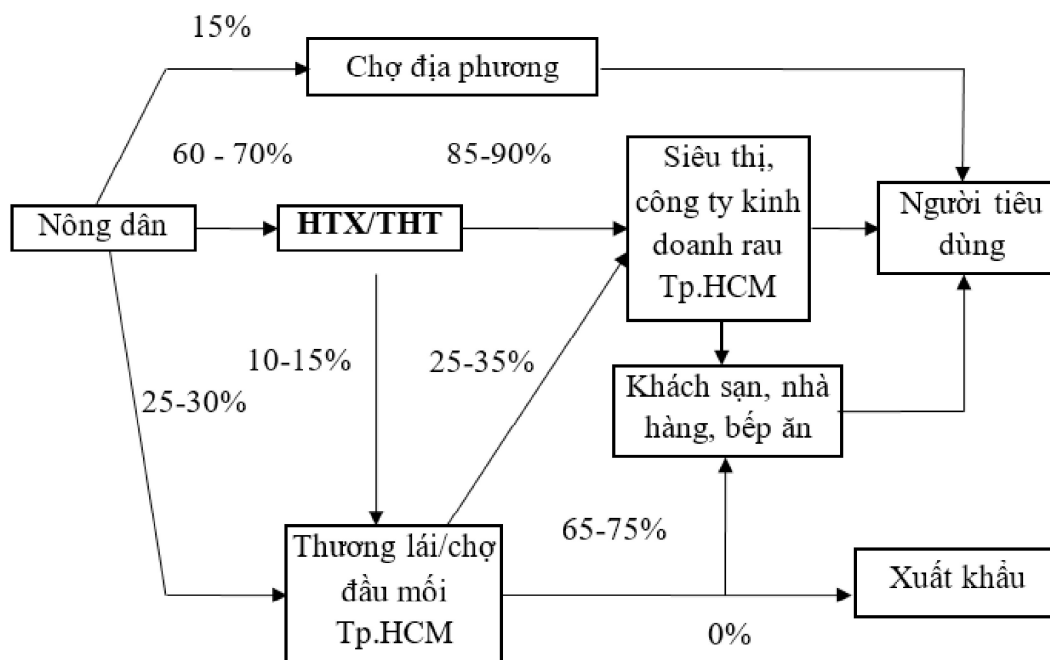 15%
Chợ địa phương
60 - 70%
85-90%
Siêu thị,
công ty kinh
doanh rau
Tp.HCM
Nông dân
HTX/THT
Người tiêu
dùng
10-15%
25-35%
25-30%
Khách sạn, nhà
hàng, bếp ăn
Thương lái/chợ
đầu mối
Tp.HCM
65-75%
Xuất khẩu
0%